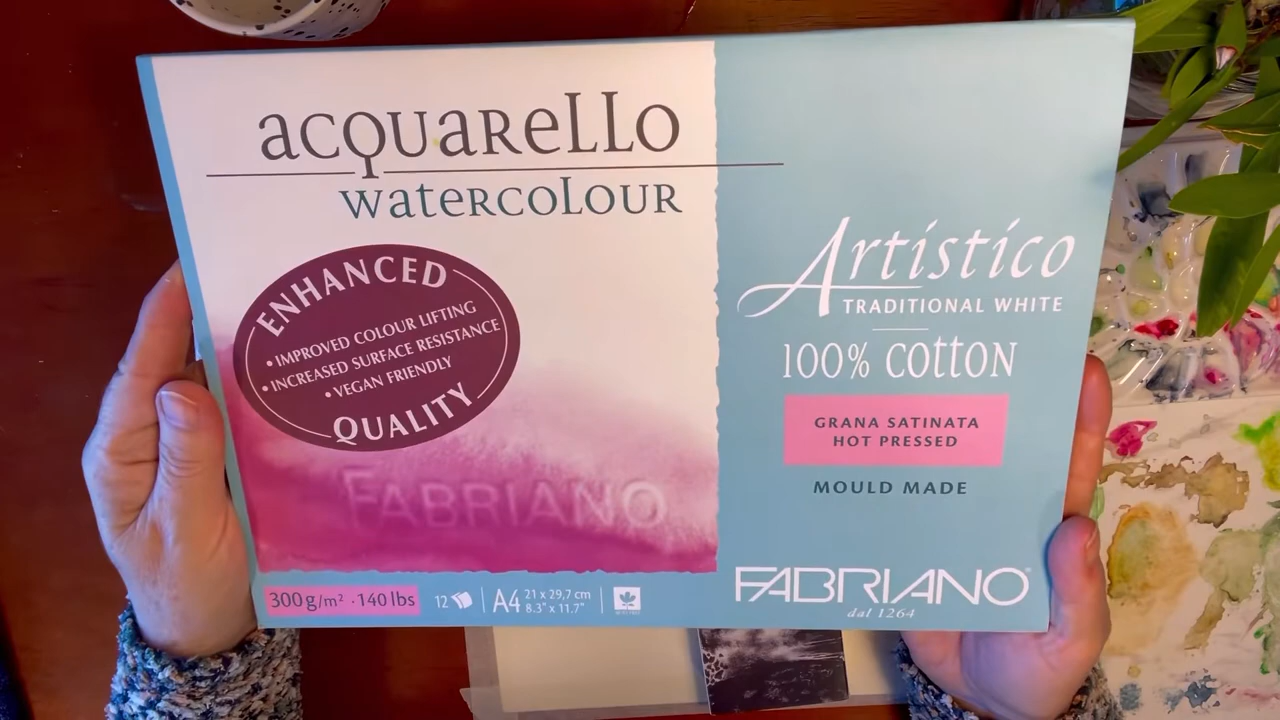 acquarello
watercolour
ENHANCED
• IMPROVED COLOUR LIFTING
• INCREASED SURFACE RESISTANCE
• VEGAN FRIENDLY
QUALITY
FABRIANO
300 g/m² · 140 lbs
12
A4
21 x 29,7 cm
8.3" x 11.7"
Artistico
TRADITIONAL WHITE
100% COTTON
GRANA SATINATA
HOT PRESSED
MOULD MADE
FABRIANO®
dal 1264